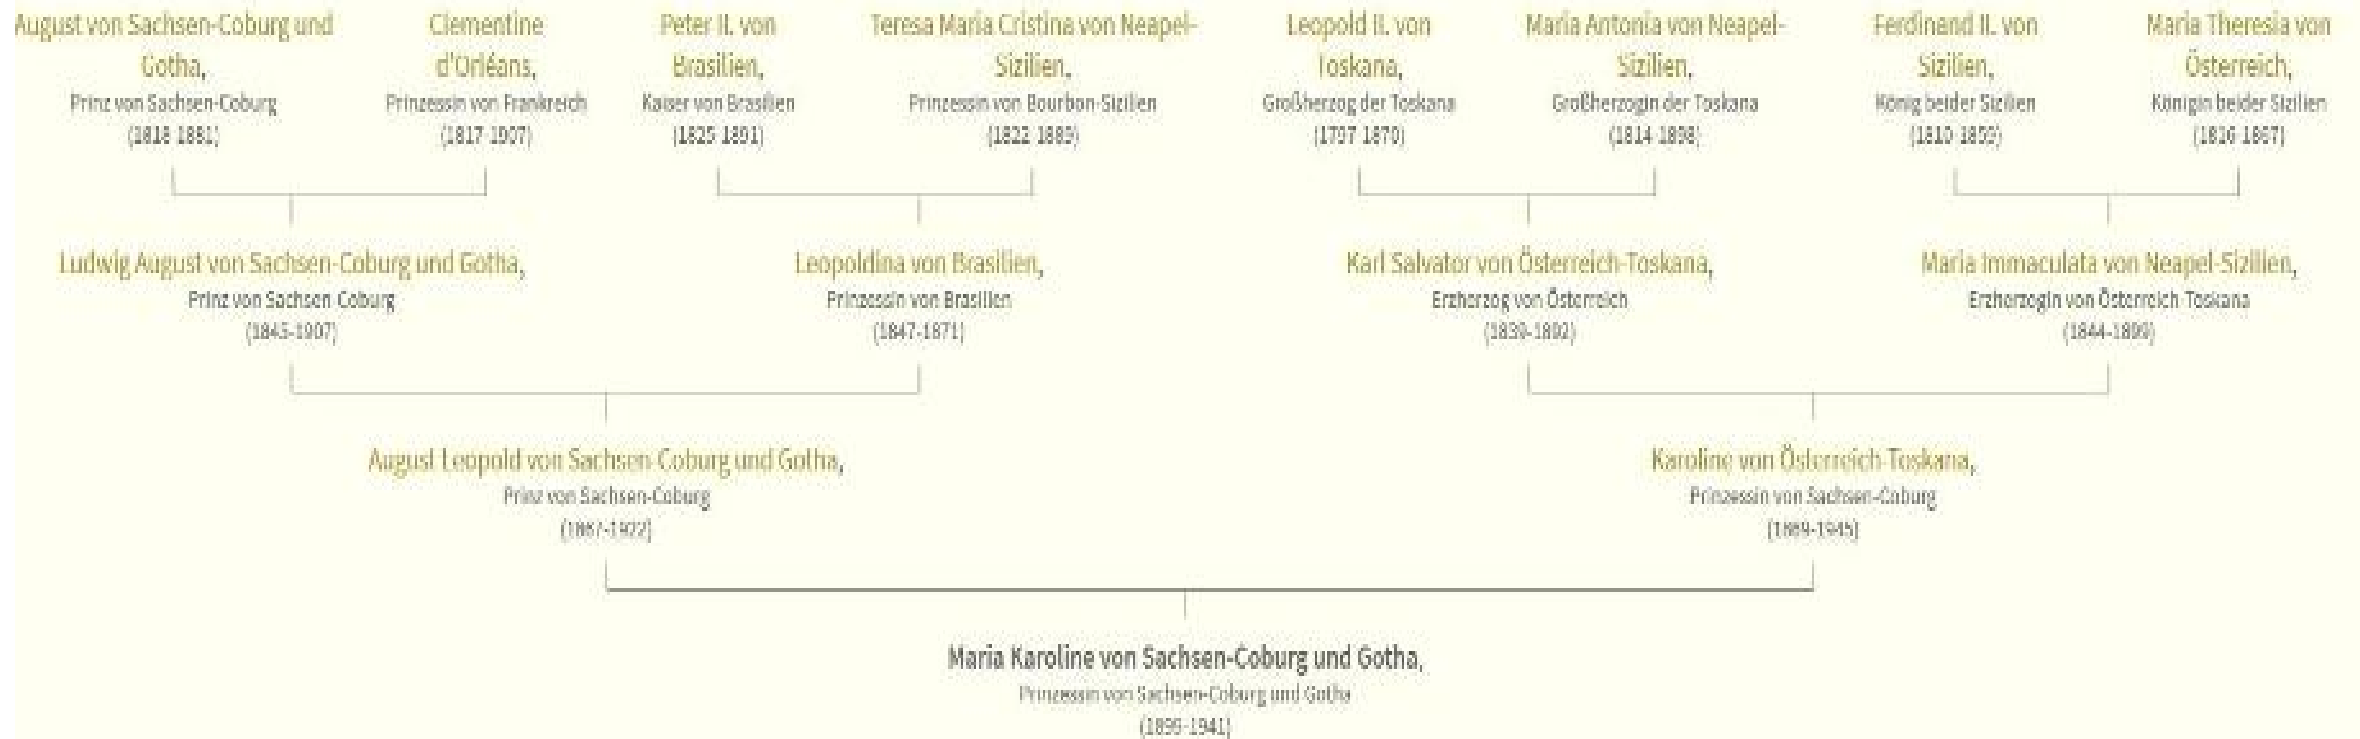 August von Sachsen-Coburg und
Gotha,
Prinz von Sachsen-Coburg
(1818-1881)
Clementine
d'Orléans,
Prinzessin von Frankreich
(1817-1907)
Peter II. von
Brasilien,
Kaiser von Brasilien
(1825-1891)
Teresa Maria Cristina von Neapel-
Sizilien,
Prinzessin von Bourbon-Sizilien
(1822-1889)
Leopold II. von
Toskana,
Großherzog der Toskana
(1797-1870)
Maria Antonia von Neapel-
Sizilien,
Großherzogin der Toskana
(1814-1898)
Ferdinand II. von
Sizilien,
König beider Sizilien
(1810-1859)
Maria Theresia von
Österreich,
Königin beider Sizilien
(1816-1867)
Ludwig August von Sachsen-Coburg und Gotha,
Prinz von Sachsen-Coburg
(1845-1907)
Leopoldina von Brasilien,
Prinzessin von Brasilien
(1847-1871)
Karl Salvator von Österreich-Toskana,
Erzherzog von Österreich
(1839-1892)
Maria Immaculata von Neapel-Sizilien,
Erzherzogin von Österreich-Toskana
(1844-1899)
August Leopold von Sachsen-Coburg und Gotha,
Prinz von Sachsen-Coburg
(1867-1922)
Karoline von Österreich-Toskana,
Prinzessin von Sachsen-Coburg
(1869-1945)
Maria Karoline von Sachsen-Coburg und Gotha,
Prinzessin von Sachsen-Coburg und Gotha
(1899-1941)